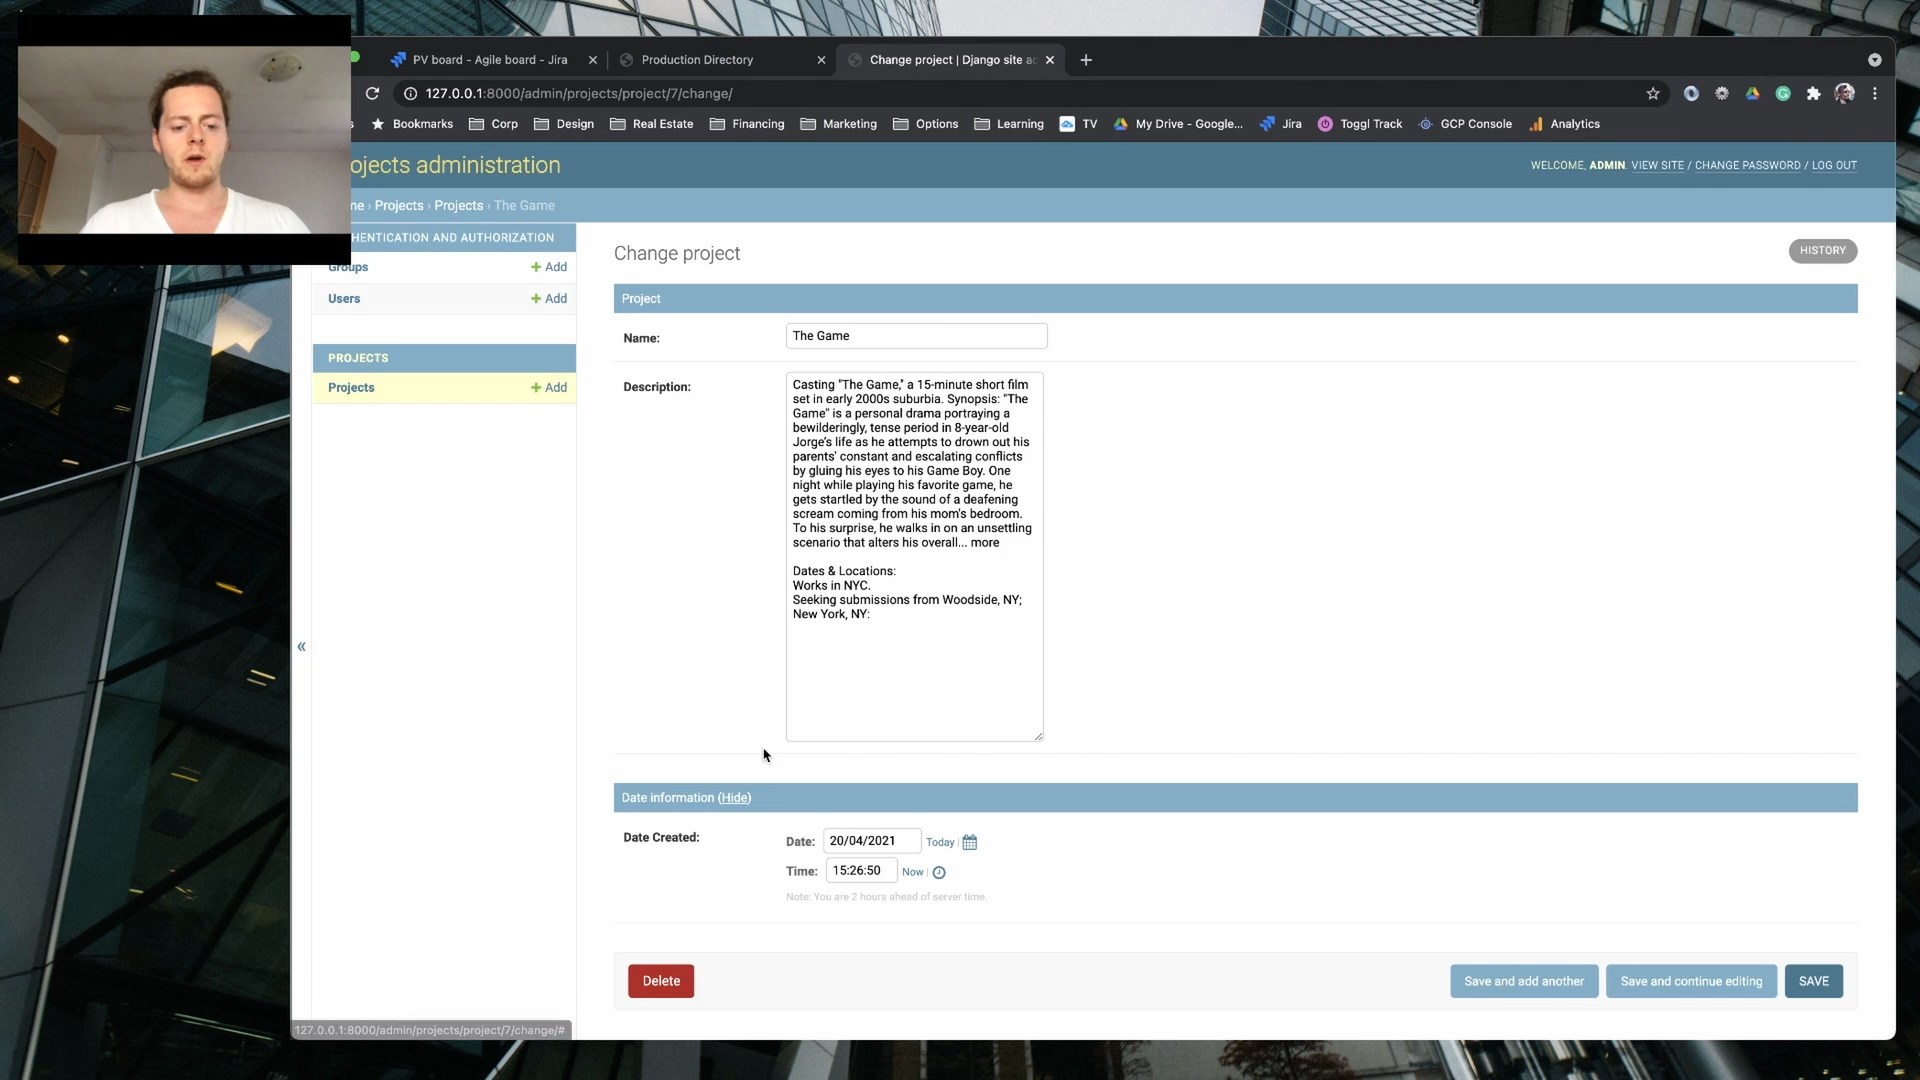 PV board - Agile board - Jira
Production Directory
Change project | Django site
127.0.0.1:8000/admin/projects/project/7/change/
Bookmarks Corp Design Real Estate Financing Marketing Options Learning TV My Drive - Google... Jira Toggl Track GCP Console Analytics
ojects administration
WELCOME, ADMIN. VIEW SITE / CHANGE PASSWORD / LOG OUT
me › Projects › Projects › The Game
HENTICATION AND AUTHORIZATION
Groups + Add
Users + Add
PROJECTS
Projects + Add
«
Change project
HISTORY
Project
Name: The Game
Description:
Casting "The Game," a 15-minute short film
set in early 2000s suburbia. Synopsis: "The
Game" is a personal drama portraying a
bewilderingly, tense period in 8-year-old
Jorge's life as he attempts to drown out his
parents' constant and escalating conflicts
by gluing his eyes to his Game Boy. One
night while playing his favorite game, he
gets startled by the sound of a deafening
scream coming from his mom's bedroom.
To his surprise, he walks in on an unsettling
scenario that alters his overall... more
Dates & Locations:
Works in NYC.
Seeking submissions from Woodside, NY;
New York, NY:
Date information (Hide)
Date Created:
Date: 20/04/2021 Today |
Time: 15:26:50 Now |
Note: You are 2 hours ahead of server time.
Delete
Save and add another
Save and continue editing
SAVE
127.0.0.1:8000/admin/projects/project/7/change/#